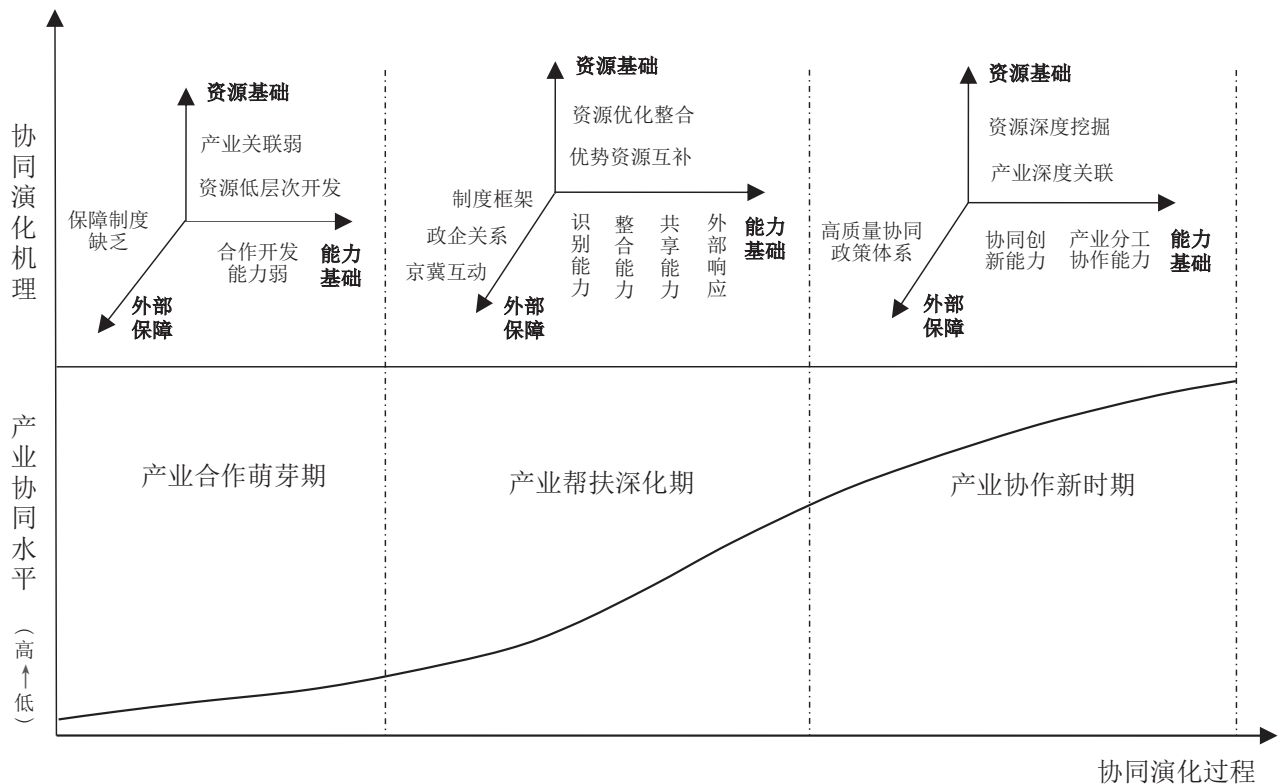 协同演化机理
资源基础
产业关联弱
资源低层次开发
保障制度
缺乏
合作开发
能力弱
能力
基础
外部
保障
资源基础
资源优化整合
优势资源互补
制度框架
政企关系
京冀互动
识别能力
整合能力
共享能力
外部响应
能力
基础
外部
保障
资源基础
资源深度挖掘
产业深度关联
高质量协同
政策体系
协同创
新能力
产业分工
协作能力
能力
基础
外部
保障
产业协同水平
（高←低）
产业合作萌芽期
产业帮扶深化期
产业协作新时期
协同演化过程